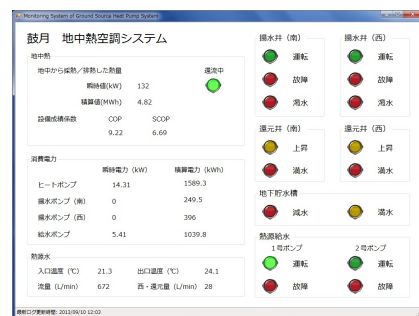 Monitoring System of Ground Source Heat Pump System
鼓月 地中熱空調システム
地中熱
地中から採熱/排熱した熱量
還流中
瞬時値(kW) 132
積算値(MWh) 4.82
設備成績係数 COP SCOP
9.22 6.69
消費電力
瞬時電力 (kW) 積算電力 (kWh)
ヒートポンプ 14.31 1589.3
揚水ポンプ (南) 0 249.5
揚水ポンプ (西) 0 396
給水ポンプ 5.41 1039.8
熱源水
入口温度 (℃) 21.3 出口温度 (℃) 24.1
流量 (L/min) 672 西・還元量 (L/min) 28
揚水井 (南)
運転
故障
渇水
揚水井 (西)
運転
故障
渇水
還元井 (南)
上昇
満水
還元井 (西)
上昇
満水
地下貯水槽
減水 満水
熱源給水
1号ポンプ 2号ポンプ
運転 運転
故障 故障
最新ログ更新時間: 2013/09/10 12:02